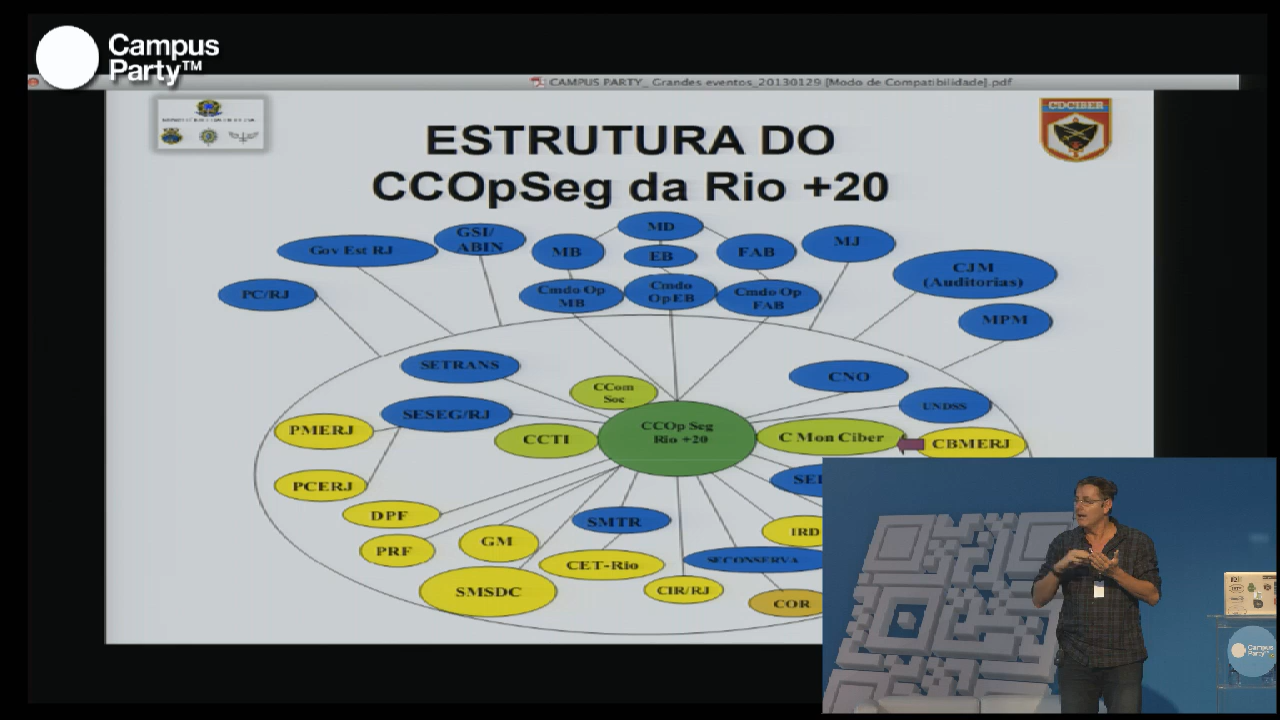 Campus
Party™
CAMPUS PARTY_ Grandes eventos_20130129 [Modo de Compatibilidade].pdf
ESTRUTURA DO
CCOpSeg da Rio +20
MD
GSI/
ABIN
MJ
Gov Est RJ
MB
EB
FAB
CJM
(Auditorias)
PC/RJ
Cmdo Op
MB
Cmdo
Op EB
Cmdo Op
FAB
MPM
SETRANS
CNO
CCom
Soc
UNDSS
SESEG/RJ
PMERJ
CCTI
CCOp Seg
Rio +20
C Mon Ciber
CBMERJ
PCERJ
DPF
SMTR
IRD
PRF
GM
CET-Rio
SECONSERVA
SMSDC
CIR/RJ
COR
Campus
Party